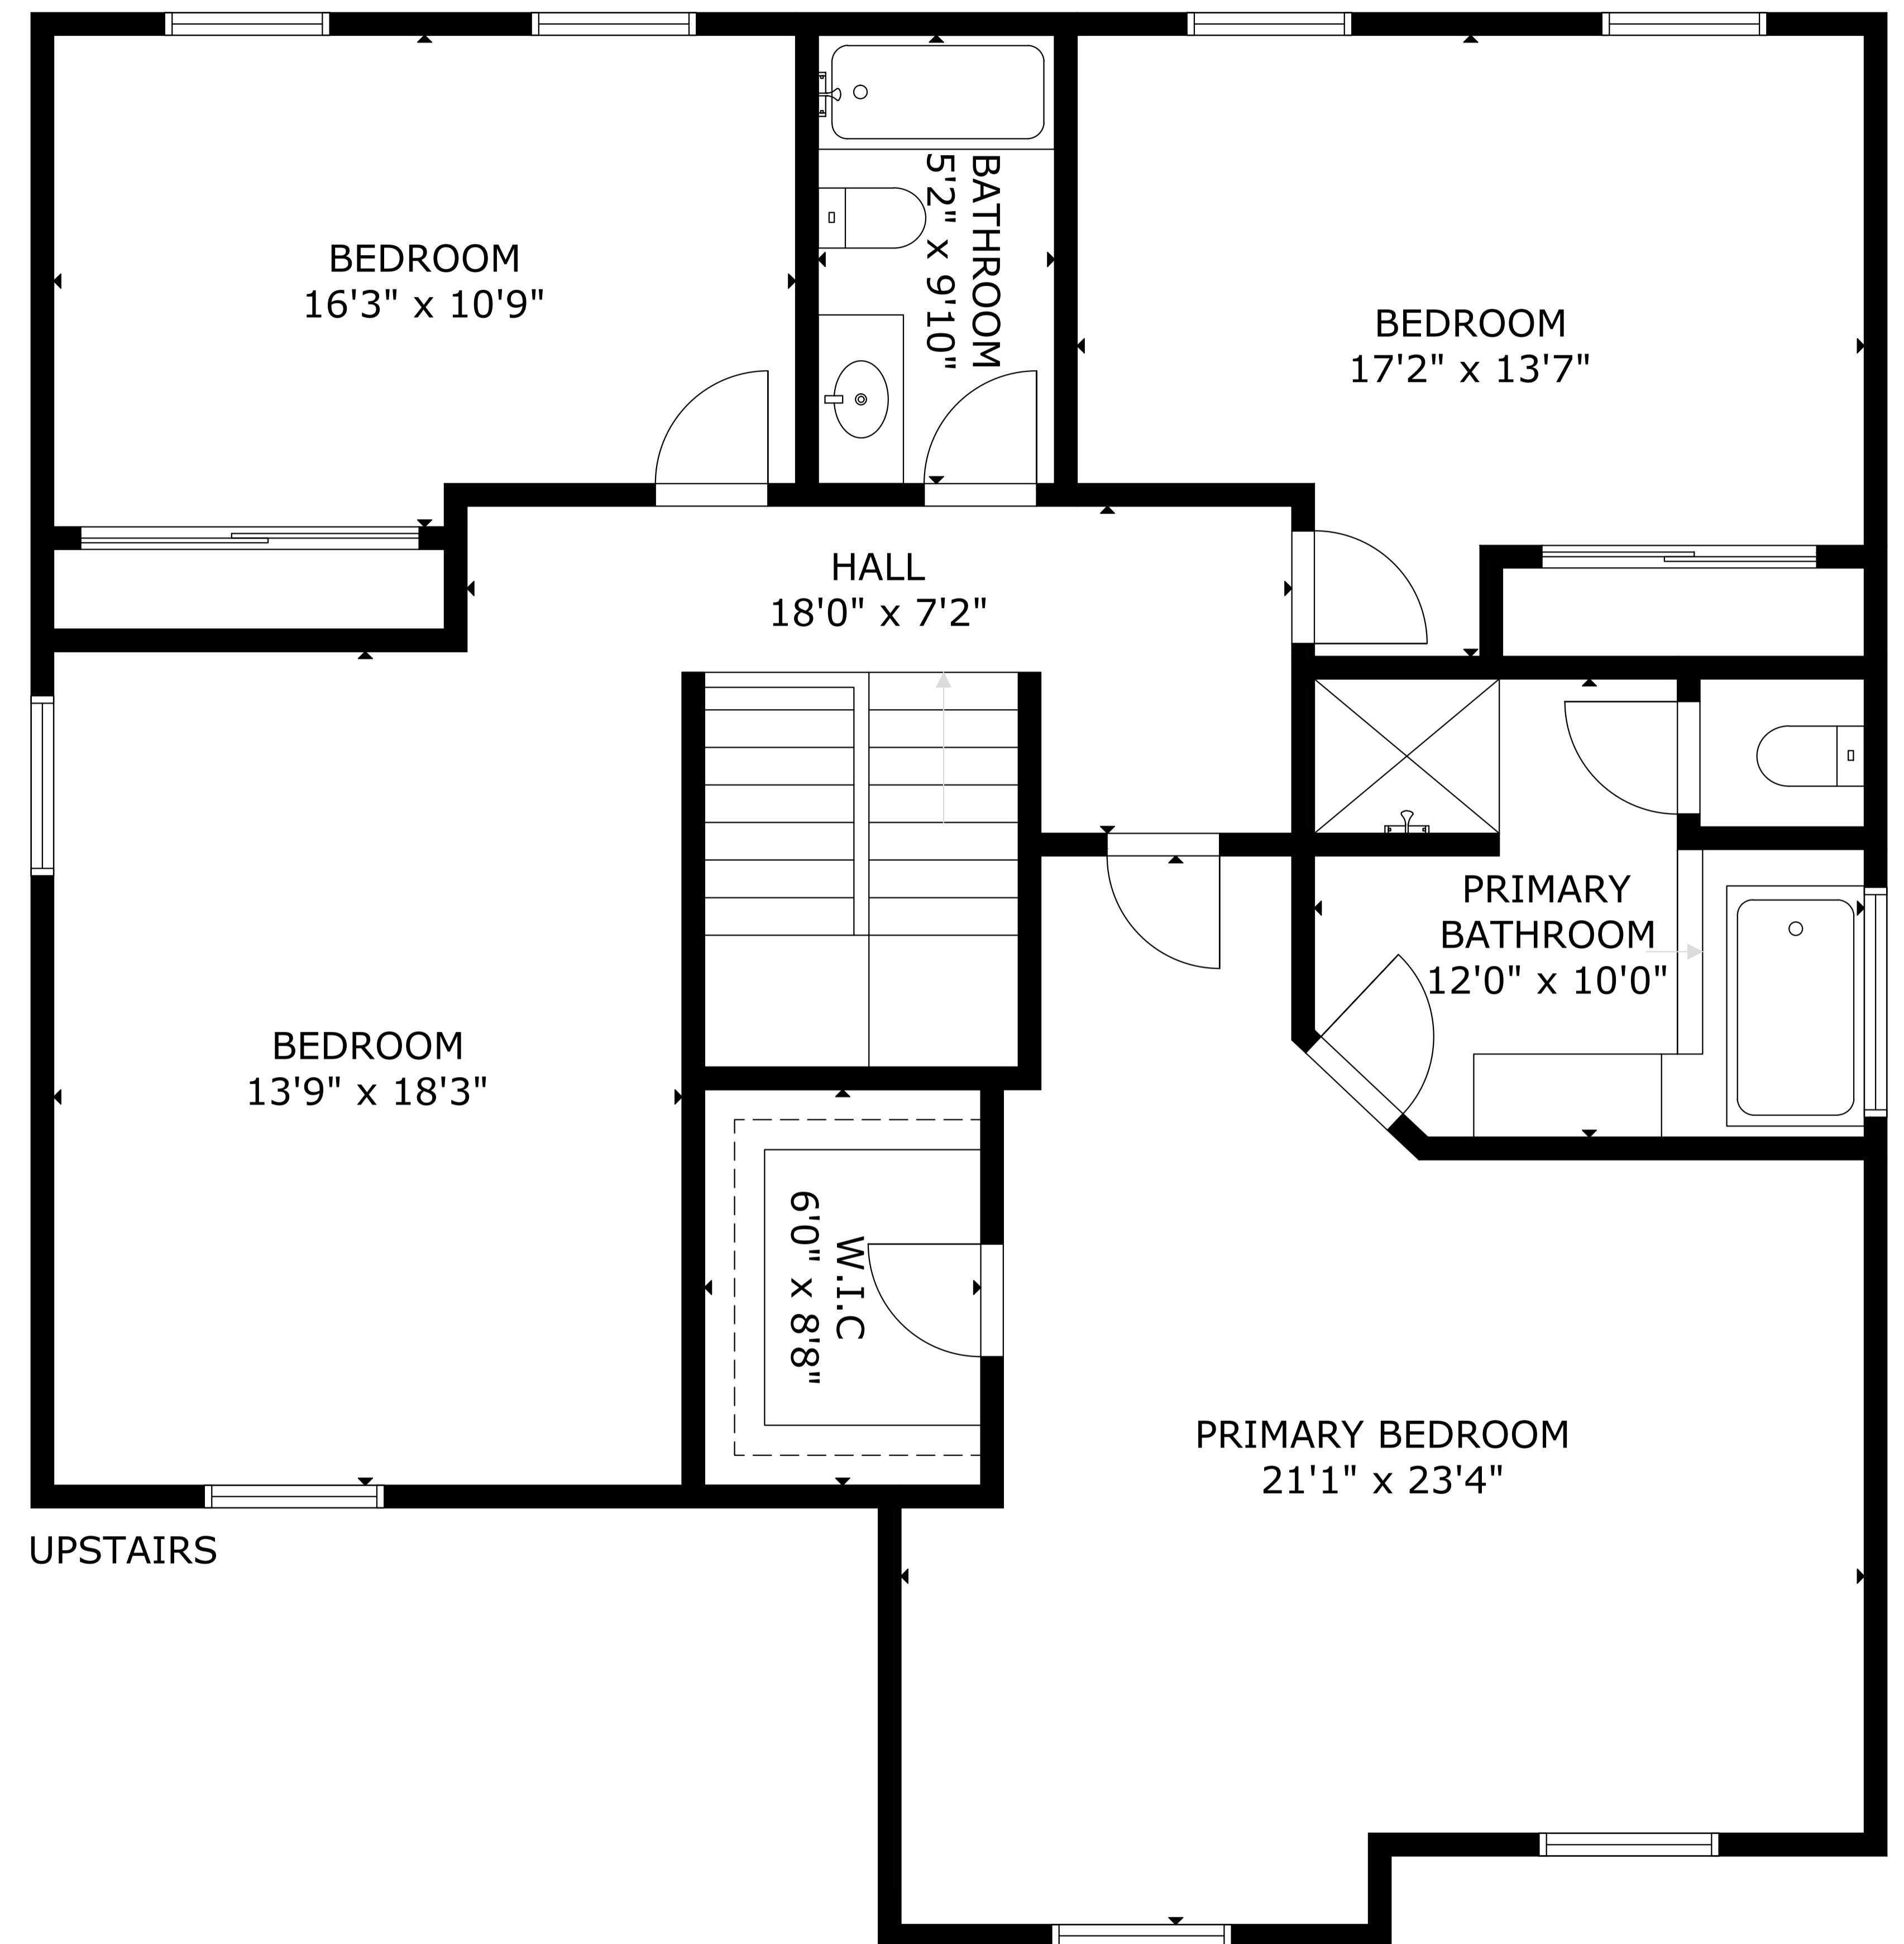 BEDROOM
16'3" x 10'9"
BATHROOM
5'2" x 9'10"
BEDROOM
17'2" x 13'7"
HALL
18'0" x 7'2"
PRIMARY
BATHROOM
12'0" x 10'0"
BEDROOM
13'9" x 18'3"
W.I.C
6'0" x 8'8"
PRIMARY BEDROOM
21'1" x 23'4"
UPSTAIRS